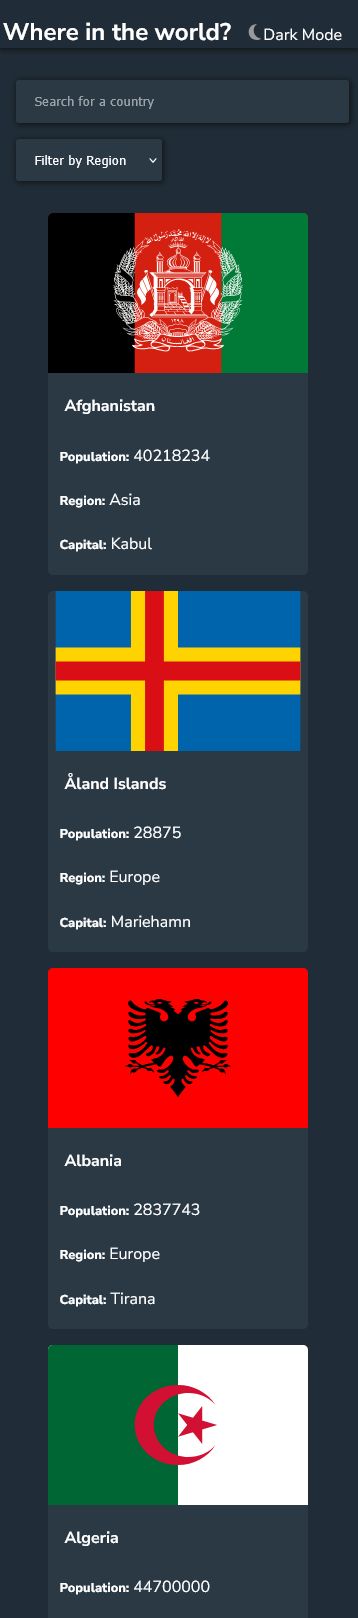 Where in the world? Dark Mode
Search for a country
Filter by Region
Afghanistan
Population: 40218234
Region: Asia
Capital: Kabul
Åland Islands
Population: 28875
Region: Europe
Capital: Mariehamn
Albania
Population: 2837743
Region: Europe
Capital: Tirana
Algeria
Population: 44700000